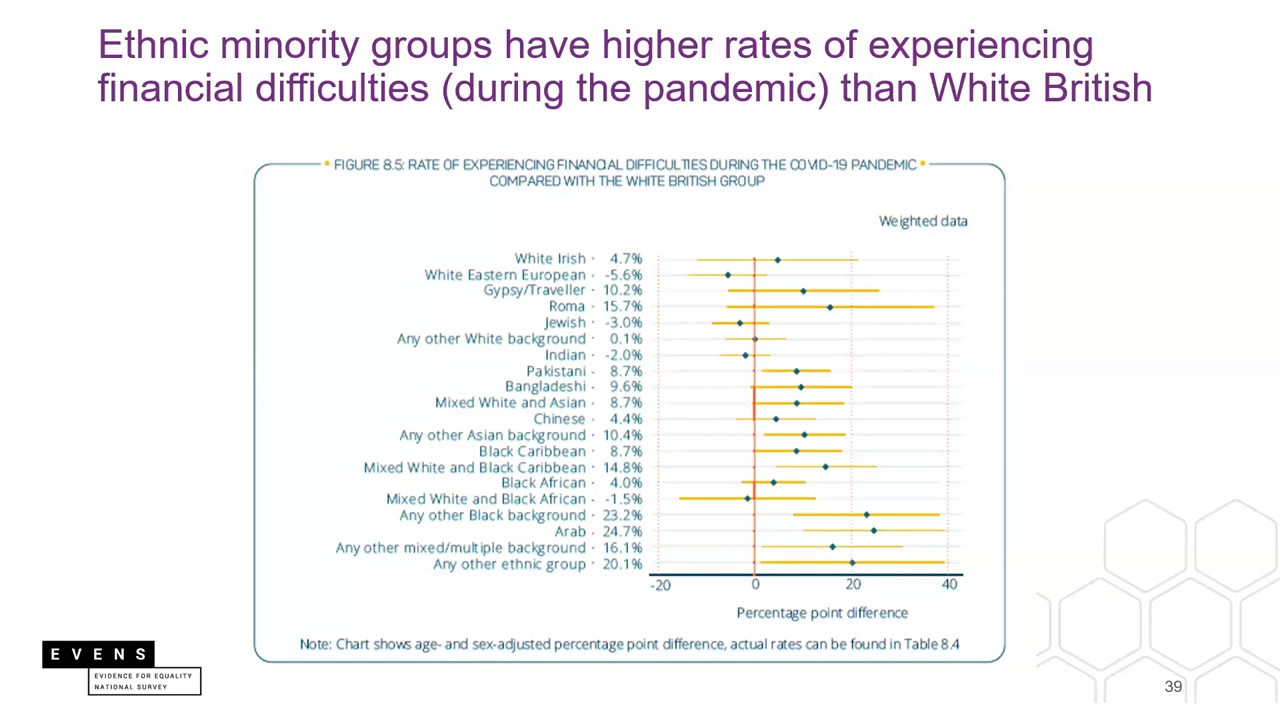 Ethnic minority groups have higher rates of experiencing
financial difficulties (during the pandemic) than White British
FIGURE 8.5: RATE OF EXPERIENCING FINANCIAL DIFFICULTIES DURING THE COVID-19 PANDEMIC
COMPARED WITH THE WHITE BRITISH GROUP
Weighted data
White Irish · 4.7%
White Eastern European · -5.6%
Gypsy/Traveller · 10.2%
Roma · 15.7%
Jewish · -3.0%
Any other White background · 0.1%
Indian · -2.0%
Pakistani · 8.7%
Bangladeshi · 9.6%
Mixed White and Asian · 8.7%
Chinese · 4.4%
Any other Asian background · 10.4%
Black Caribbean · 8.7%
Mixed White and Black Caribbean · 14.8%
Black African · 4.0%
Mixed White and Black African · -1.5%
Any other Black background · 23.2%
Arab · 24.7%
Any other mixed/multiple background · 16.1%
Any other ethnic group · 20.1%
-20 0 20 40
Percentage point difference
Note: Chart shows age- and sex-adjusted percentage point difference, actual rates can be found in Table 8.4
EVENS
EVIDENCE FOR EQUALITY
NATIONAL SURVEY
39